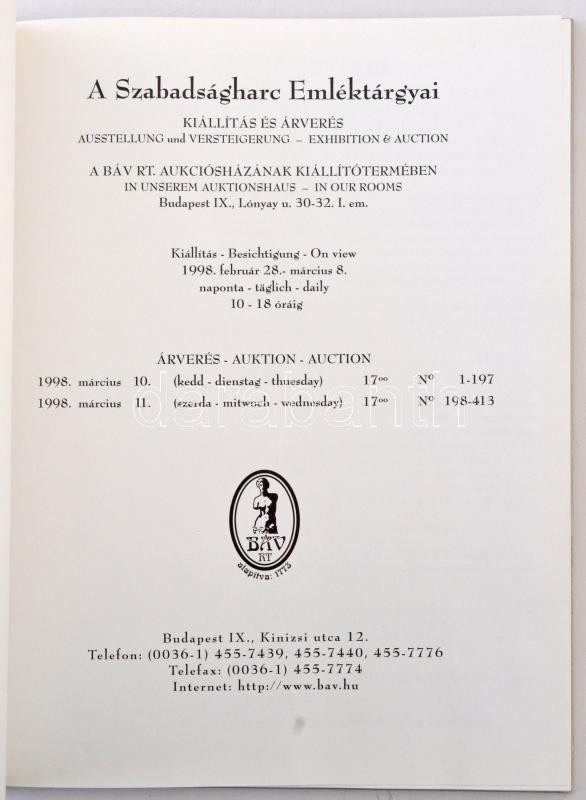 A Szabadságharc Emléktárgyai
KIÁLLÍTÁS ÉS ÁRVERÉS
AUSSTELLUNG und VERSTEIGERUNG – EXHIBITION & AUCTION
A BÁV RT. AUKCIÓSHÁZÁNAK KIÁLLÍTÓTERMÉBEN
IN UNSEREM AUKTIONSHAUS – IN OUR ROOMS
Budapest IX., Lónyay u. 30-32. I. em.
Kiállítás - Besichtigung - On view
1998. február 28.- március 8.
naponta - täglich - daily
10 - 18 óráig
ÁRVERÉS - AUKTION - AUCTION
1998. március 10. (kedd - dienstag - thuesday) 17⁰⁰ Nº 1-197
1998. március 11. (szerda - mitwoch - wednesday) 17⁰⁰ Nº 198-413
darabanth
BÁV
RT
alapítva: 1773
Budapest IX., Kinizsi utca 12.
Telefon: (0036-1) 455-7439, 455-7440, 455-7776
Telefax: (0036-1) 455-7774
Internet: http://www.bav.hu